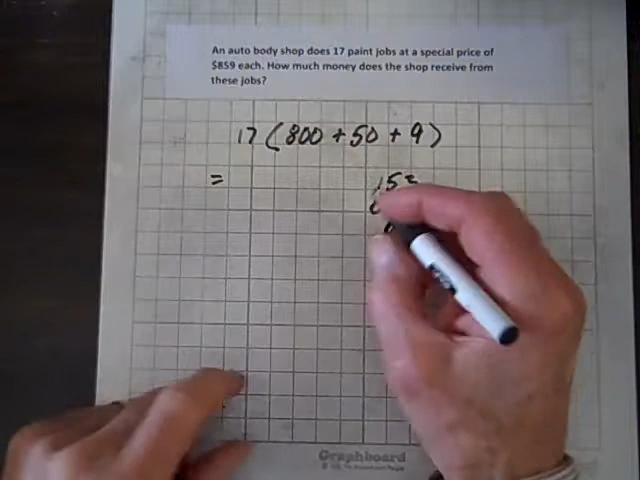 An auto body shop does 17 paint jobs at a special price of
$859 each. How much money does the shop receive from
these jobs?
17 (800 + 50 + 9)
= 153
Graphboard